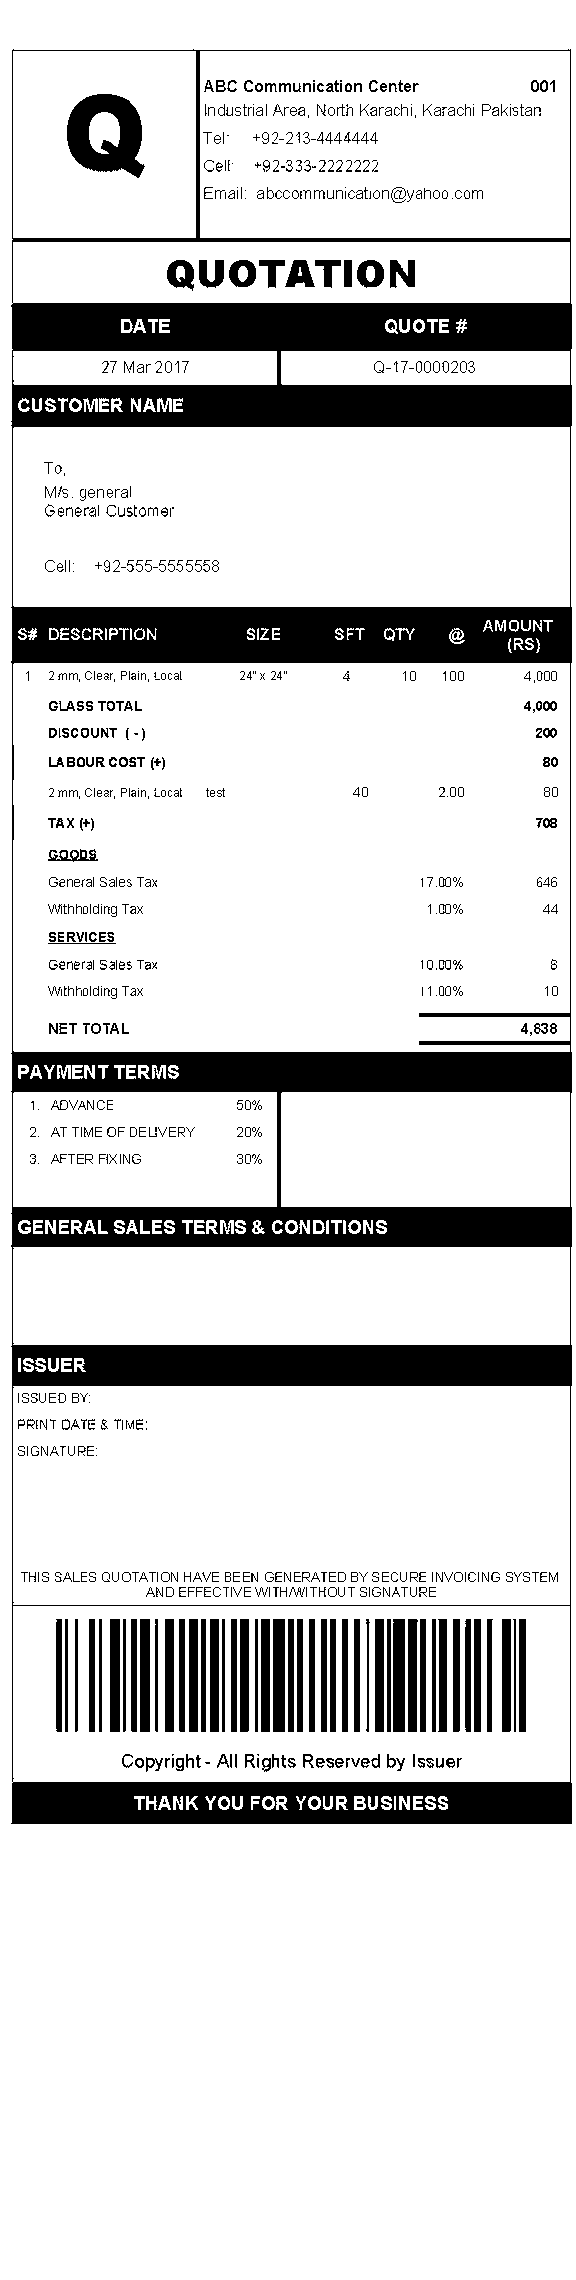 Q
ABC Communication Center 001
Industrial Area, North Karachi, Karachi Pakistan
Tel: +92-213-4444444
Cell: +92-333-2222222
Email: abccommunication@yahoo.com
QUOTATION
DATE QUOTE #
27 Mar 2017 Q-17-0000203
CUSTOMER NAME
To,
M/s. general
General Customer
Cell: +92-555-5555558
S# DESCRIPTION SIZE SFT QTY @ AMOUNT (RS)
1 2 mm, Clear, Plain, Local 24" x 24" 4 10 100 4,000
GLASS TOTAL 4,000
DISCOUNT ( - ) 200
LABOUR COST (+) 80
2 mm, Clear, Plain, Local test 40 2.00 80
TAX (+) 708
GOODS
General Sales Tax 17.00% 646
Withholding Tax 1.00% 44
SERVICES
General Sales Tax 10.00% 8
Withholding Tax 11.00% 10
NET TOTAL 4,838
PAYMENT TERMS
1. ADVANCE 50%
2. AT TIME OF DELIVERY 20%
3. AFTER FIXING 30%
GENERAL SALES TERMS & CONDITIONS
ISSUER
ISSUED BY:
PRINT DATE & TIME:
SIGNATURE:
THIS SALES QUOTATION HAVE BEEN GENERATED BY SECURE INVOICING SYSTEM
AND EFFECTIVE WITH/WITHOUT SIGNATURE
Copyright - All Rights Reserved by Issuer
THANK YOU FOR YOUR BUSINESS